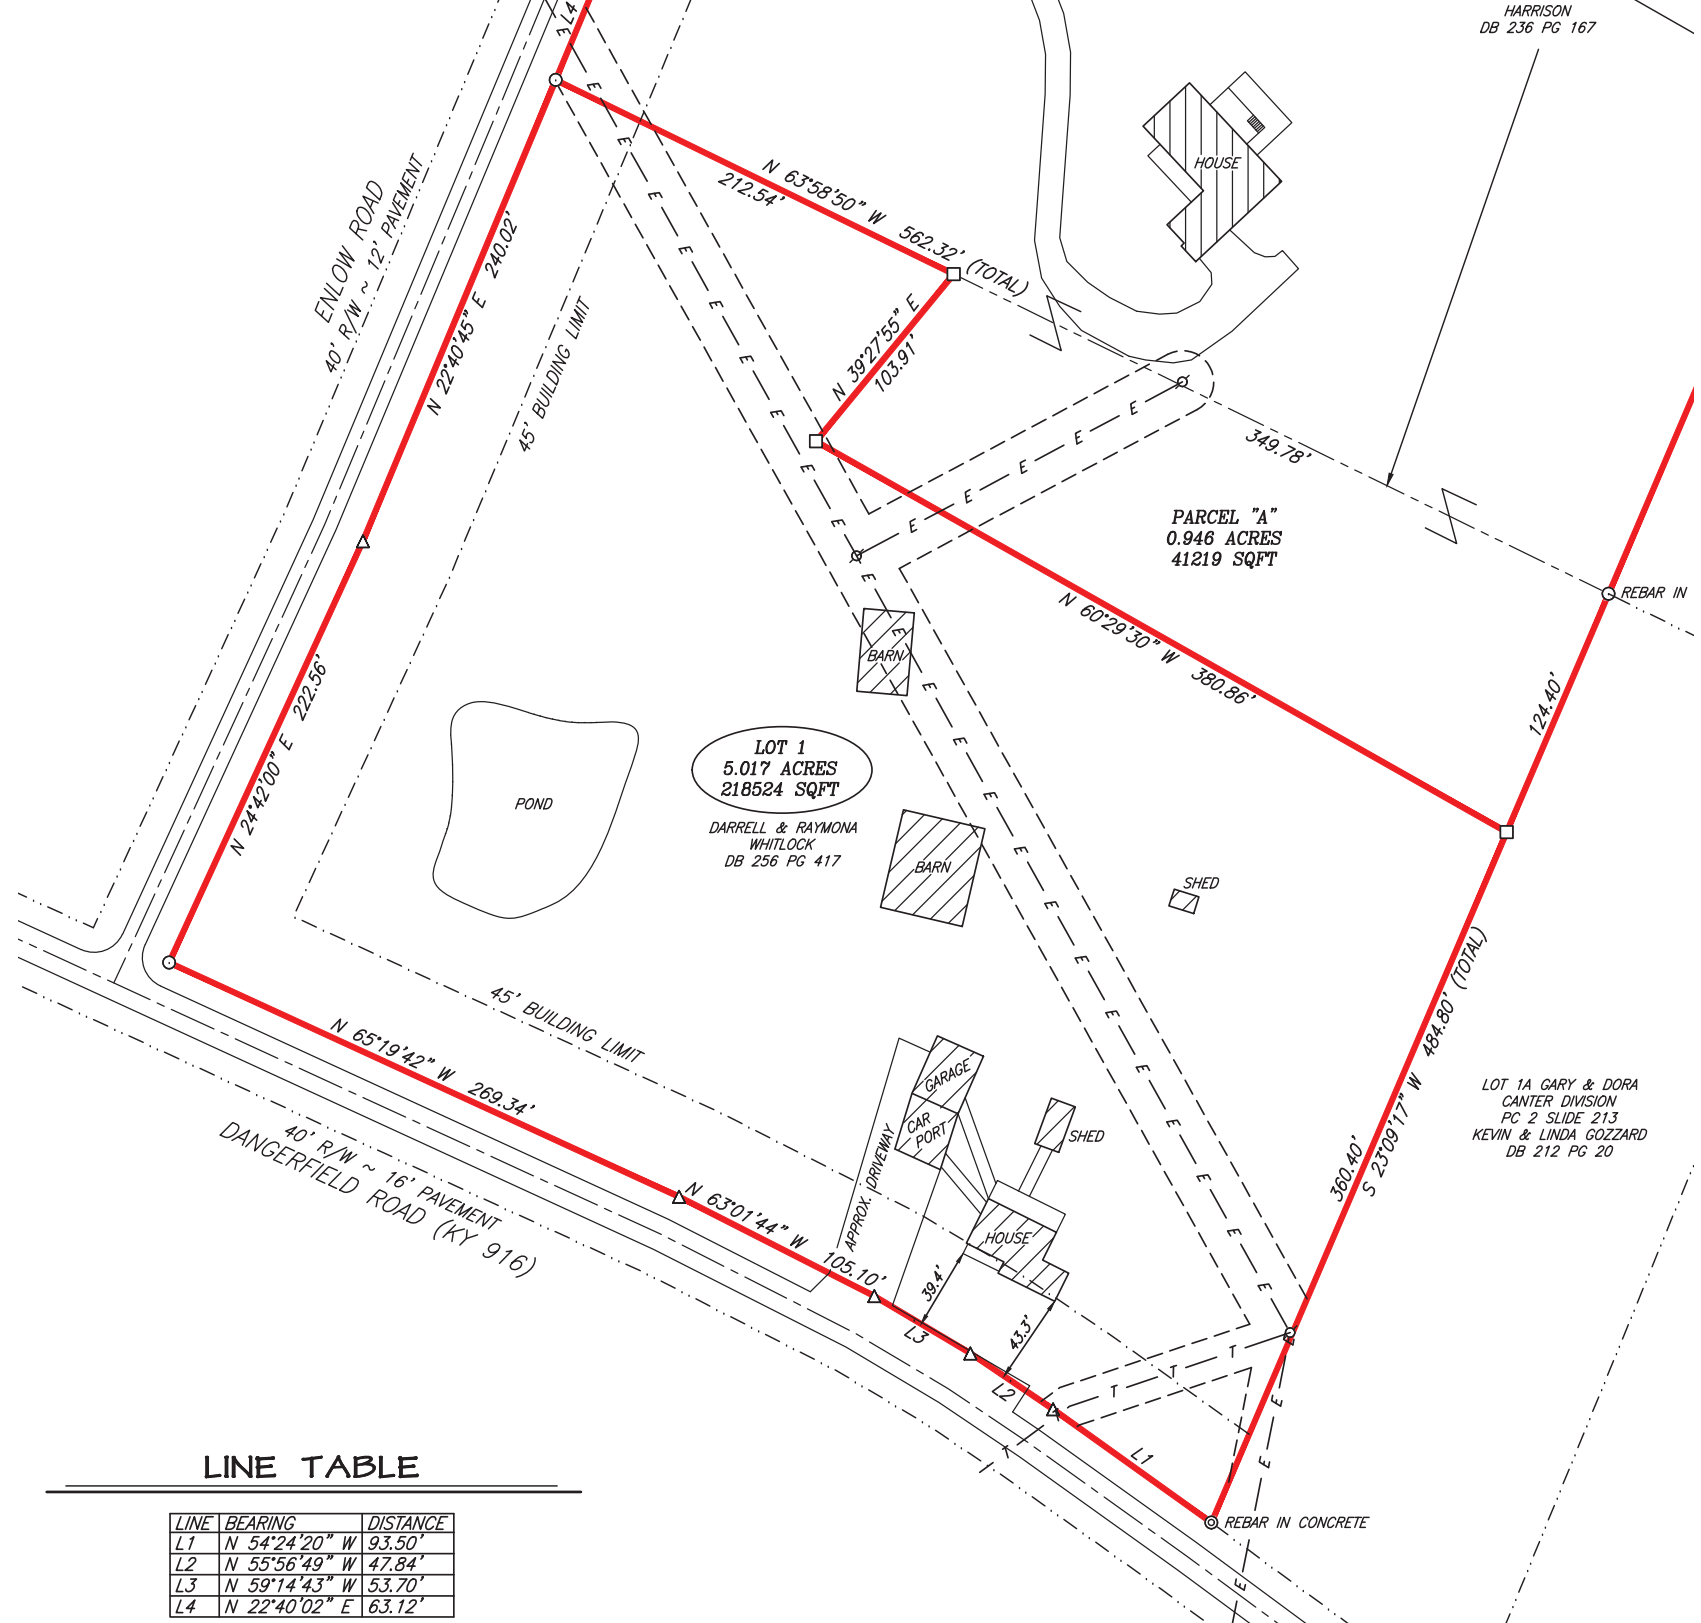 HARRISON
DB 236 PG 167
L4
E
HOUSE
N 63°58'50" W 562.32' (TOTAL)
212.54'
ENLOW ROAD
40' R/W ~ 12' PAVEMENT
N 22°40'45" E 240.02'
45' BUILDING LIMIT
N 39°27'55" E
103.91'
349.78'
PARCEL "A"
0.946 ACRES
41219 SQFT
REBAR IN
N 60°29'30" W 380.86'
124.40'
BARN
N 24°42'00" E 222.56'
POND
LOT 1
5.017 ACRES
218524 SQFT
DARRELL & RAYMONA
WHITLOCK
DB 256 PG 417
BARN
SHED
S 23°09'17" W 484.80' (TOTAL)
360.40'
45' BUILDING LIMIT
N 65°19'42" W 269.34'
40' R/W ~ 16' PAVEMENT
DANGERFIELD ROAD (KY 916)
GARAGE
CAR
PORT
SHED
APPROX. DRIVEWAY
HOUSE
LOT 1A GARY & DORA
CANTER DIVISION
PC 2 SLIDE 213
KEVIN & LINDA GOZZARD
DB 212 PG 20
N 63°01'44" W 105.10'
39.4'
43.3'
L3
L2
T T T
L1
T
REBAR IN CONCRETE
LINE TABLE
LINE BEARING DISTANCE
L1 N 54°24'20" W 93.50'
L2 N 55°56'49" W 47.84'
L3 N 59°14'43" W 53.70'
L4 N 22°40'02" E 63.12'